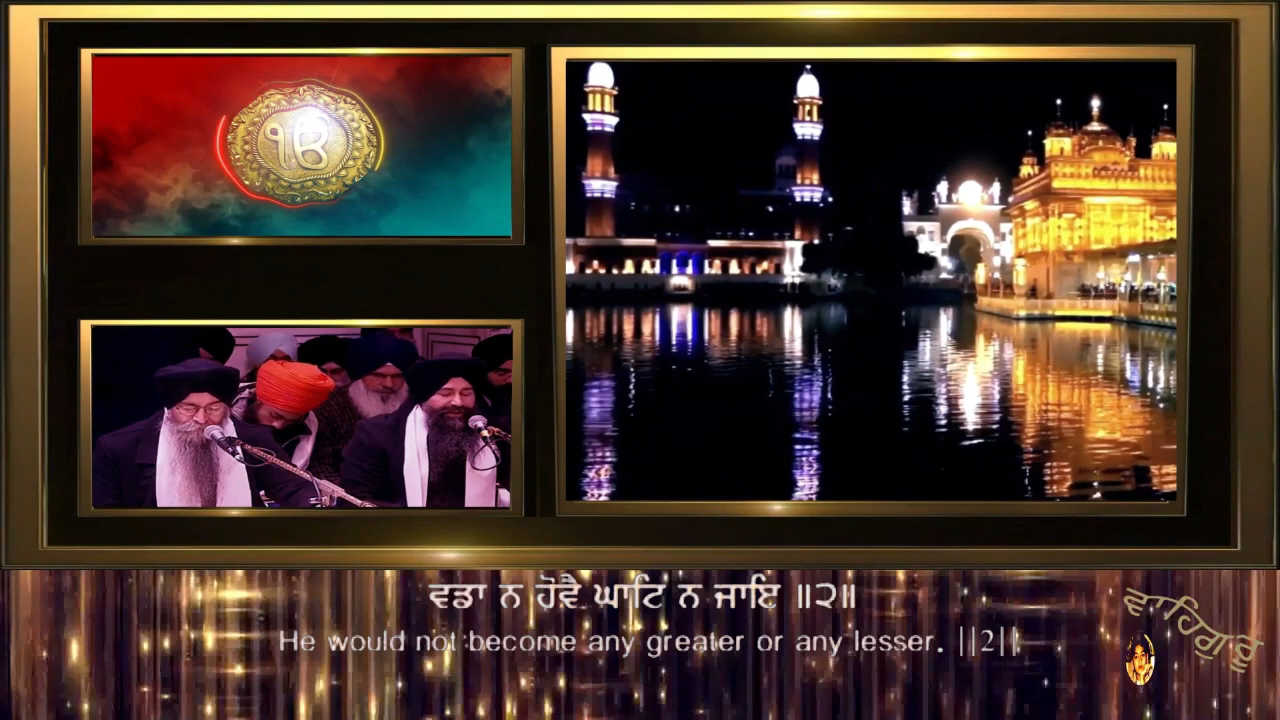 ੴ
ਵਡਾ ਨ ਹੋਵੈ ਘਾਟਿ ਨ ਜਾਇ ॥੨॥
He would not become any greater or any lesser. ||2||
ਵਾਹਿਗੁਰੂ